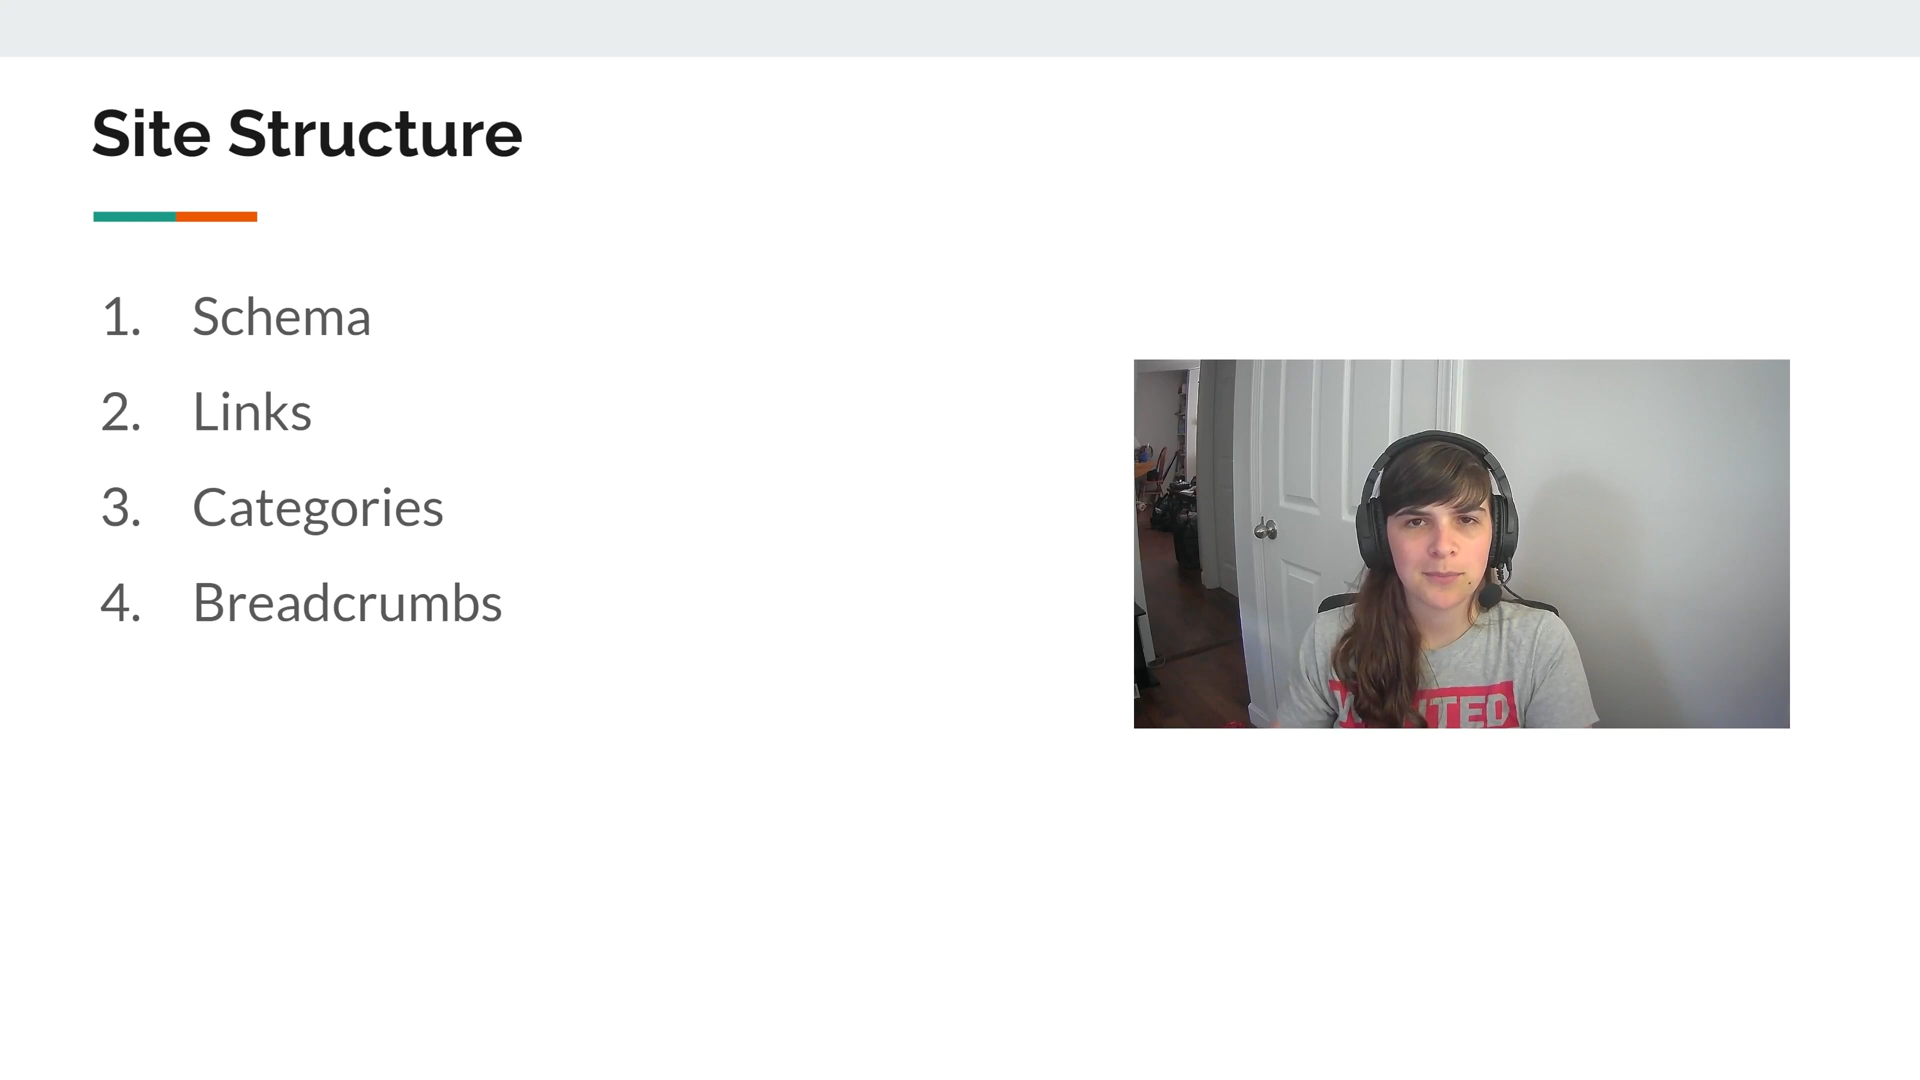 Site Structure
1. Schema
2. Links
3. Categories
4. Breadcrumbs